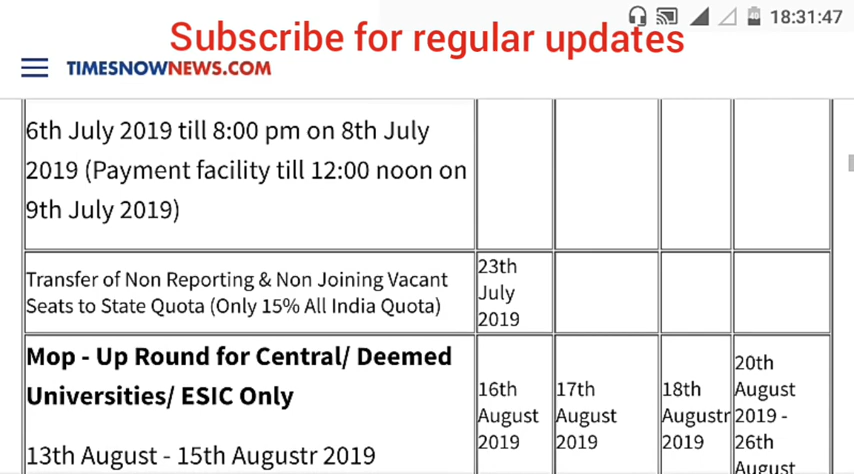 18:31:47
Subscribe for regular updates
TIMESNOWNEWS.COM
6th July 2019 till 8:00 pm on 8th July
2019 (Payment facility till 12:00 noon on
9th July 2019)
Transfer of Non Reporting & Non Joining Vacant
Seats to State Quota (Only 15% All India Quota)
23th
July
2019
Mop - Up Round for Central/ Deemed
Universities/ ESIC Only
13th August - 15th Augustr 2019
16th
August
2019
17th
August
2019
18th
Augustr
2019
20th
August
2019 -
26th
August